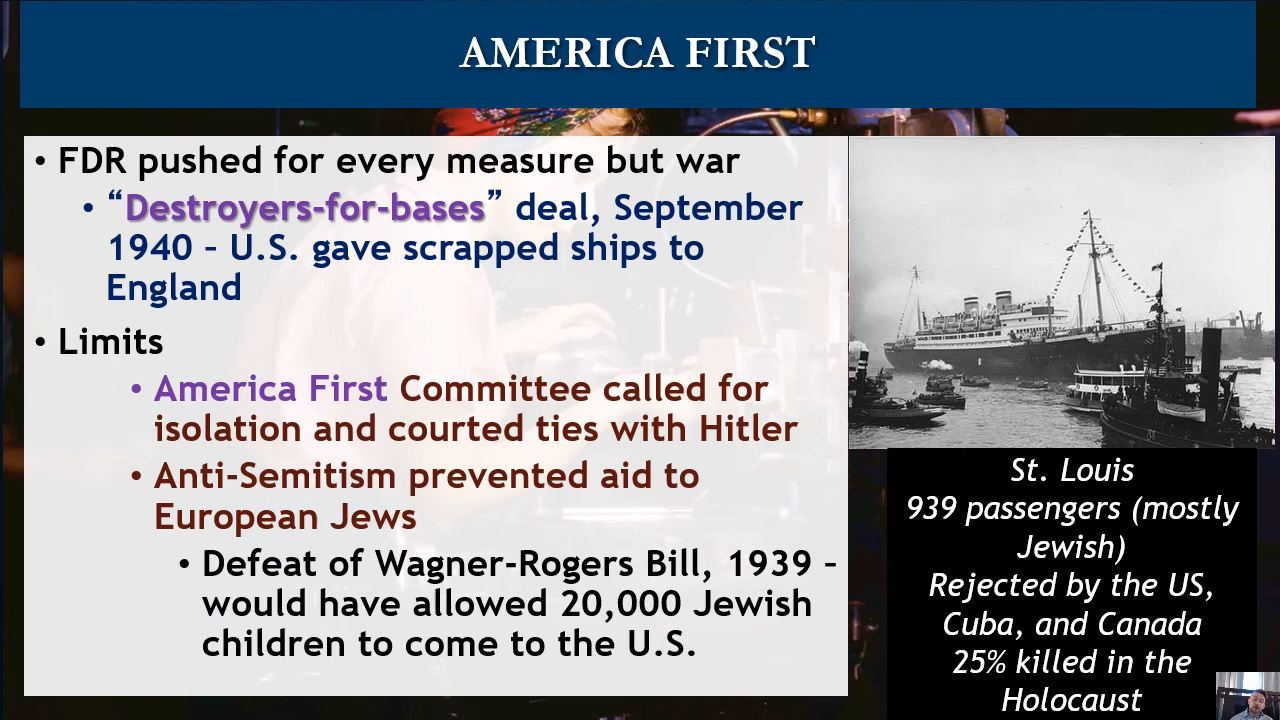 AMERICA FIRST
• FDR pushed for every measure but war
• “Destroyers-for-bases” deal, September
1940 – U.S. gave scrapped ships to
England
• Limits
• America First Committee called for
isolation and courted ties with Hitler
• Anti-Semitism prevented aid to
European Jews
• Defeat of Wagner-Rogers Bill, 1939 –
would have allowed 20,000 Jewish
children to come to the U.S.
St. Louis
939 passengers (mostly
Jewish)
Rejected by the US,
Cuba, and Canada
25% killed in the
Holocaust